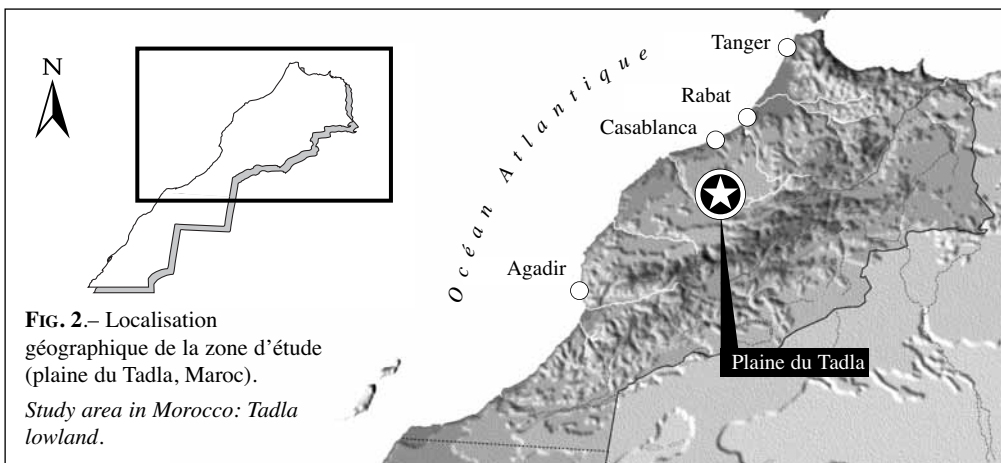 N
Océan Atlantique
Tanger
Rabat
Casablanca
Agadir
Plaine du Tadla
FIG. 2.– Localisation
géographique de la zone d’étude
(plaine du Tadla, Maroc).
Study area in Morocco: Tadla
lowland.